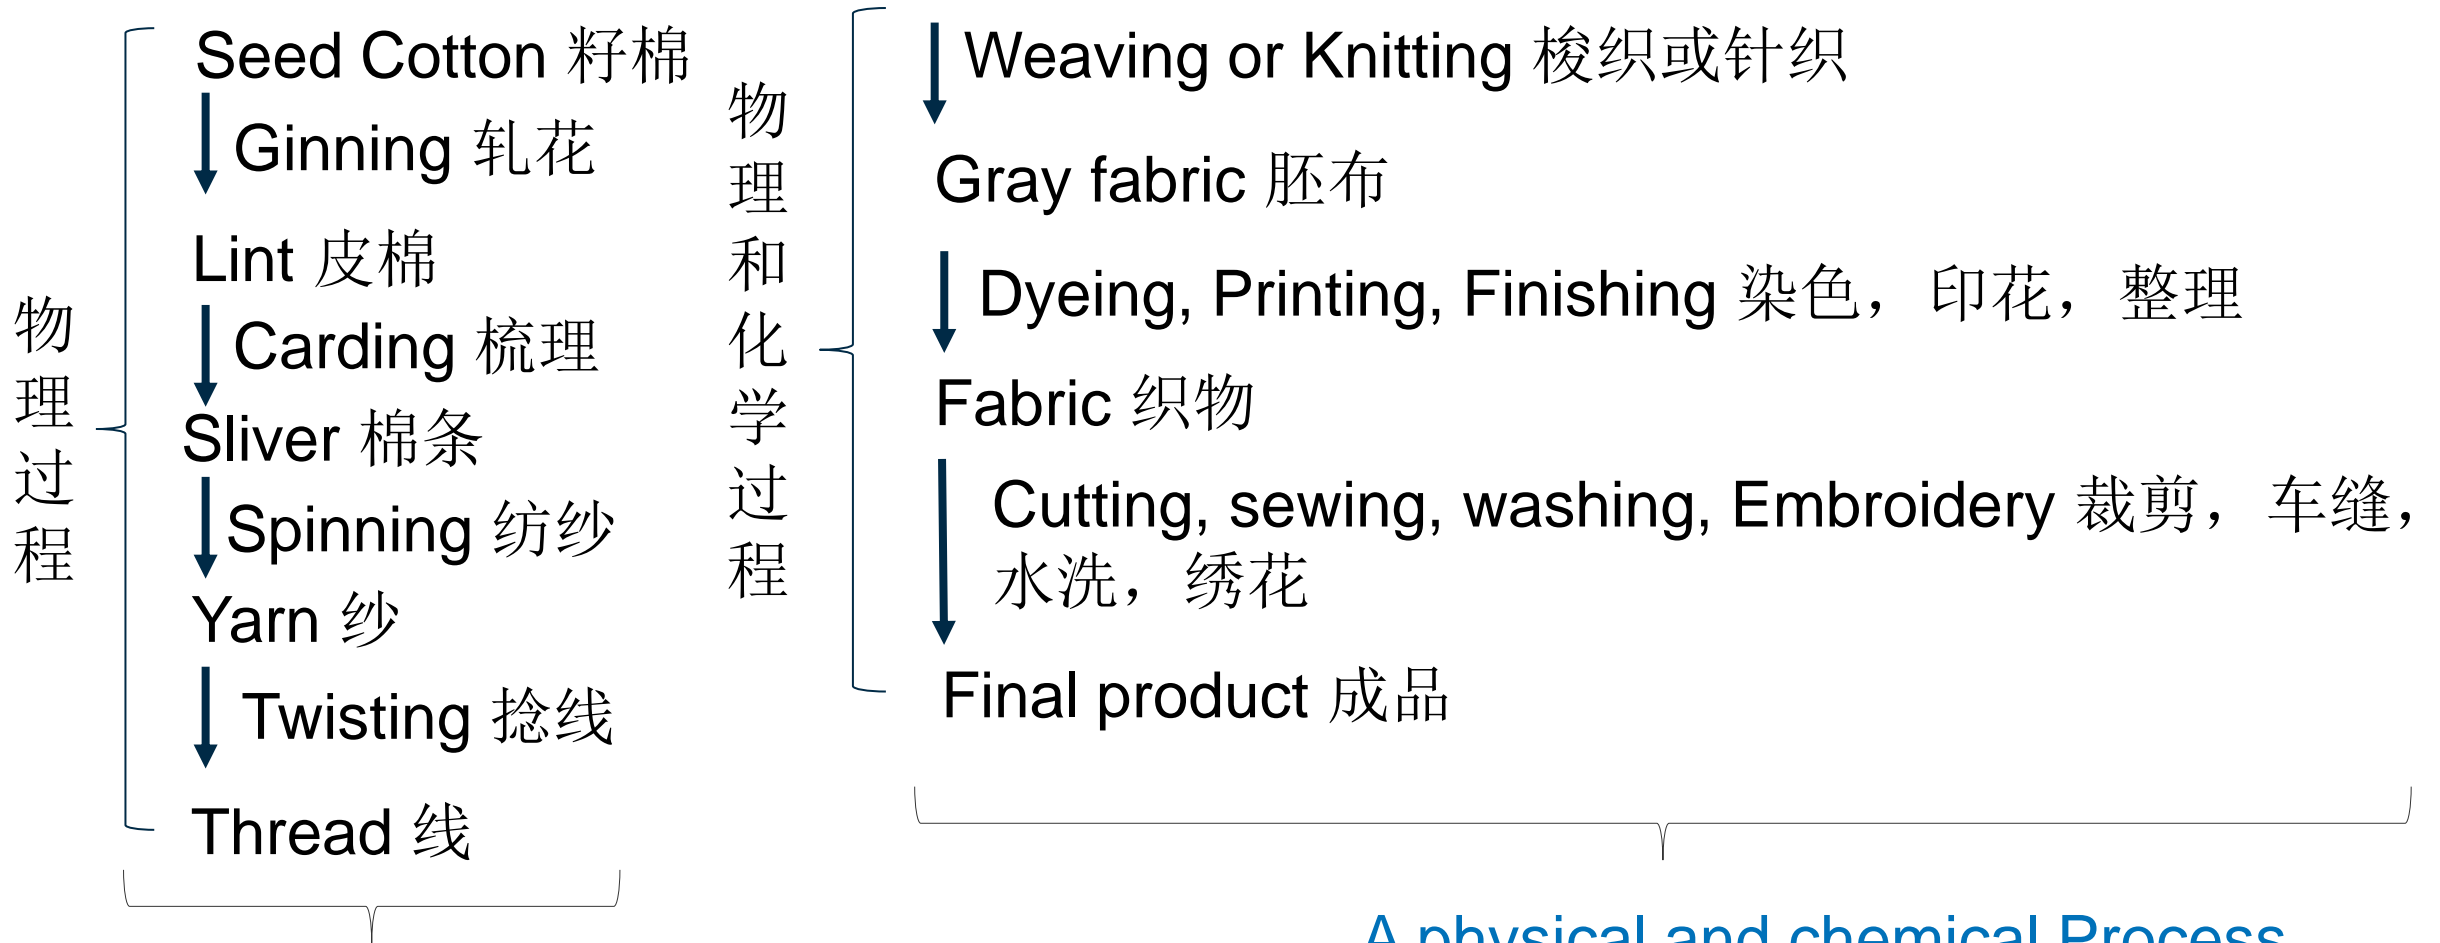 物理过程
Seed Cotton 籽棉
Ginning 轧花
Lint 皮棉
Carding 梳理
Sliver 棉条
Spinning 纺纱
Yarn 纱
Twisting 捻线
Thread 线
物理和化学过程
Weaving or Knitting 梭织或针织
Gray fabric 胚布
Dyeing, Printing, Finishing 染色，印花，整理
Fabric 织物
Cutting, sewing, washing, Embroidery 裁剪，车缝，
水洗，绣花
Final product 成品
A physical and chemical Process